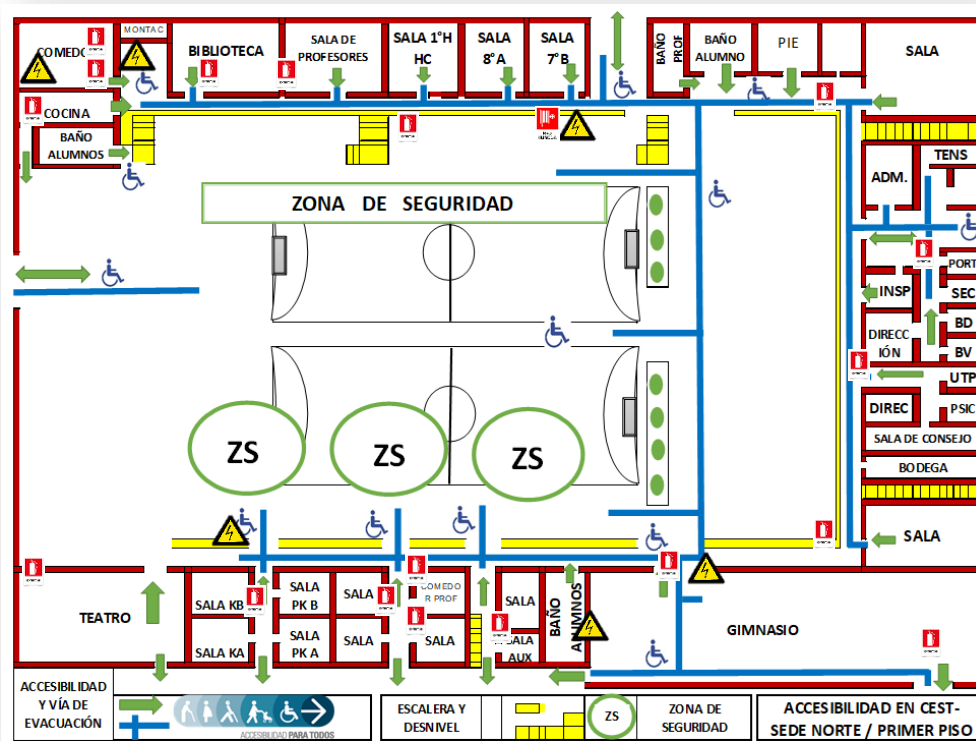 MONTAC
COMEDO
BIBLIOTECA
SALA DE
PROFESORES
SALA 1°H
HC
SALA
8°A
SALA
7°B
BAÑO
PROF
BAÑO
ALUMNO
PIE
SALA
COCINA
BAÑO
ALUMNOS
TENS
ADM.
ZONA DE SEGURIDAD
PORT
INSP
SEC
BD
DIRECC
IÓN
BV
UTP
DIREC
PSIC
SALA DE CONSEJO
BODEGA
ZS
ZS
ZS
SALA
TEATRO
SALA KB
SALA
PK B
SALA
COMEDO
R PROF
SALA
BAÑO
ALUMNOS
GIMNASIO
SALA KA
SALA
PK A
SALA
SALA
SALA
AUX
ACCESIBILIDAD
Y VÍA DE
EVACUACIÓN
ACCESIBILIDAD PARA TODOS
ESCALERA Y
DESNIVEL
ZS
ZONA DE
SEGURIDAD
ACCESIBILIDAD EN CEST-
SEDE NORTE / PRIMER PISO